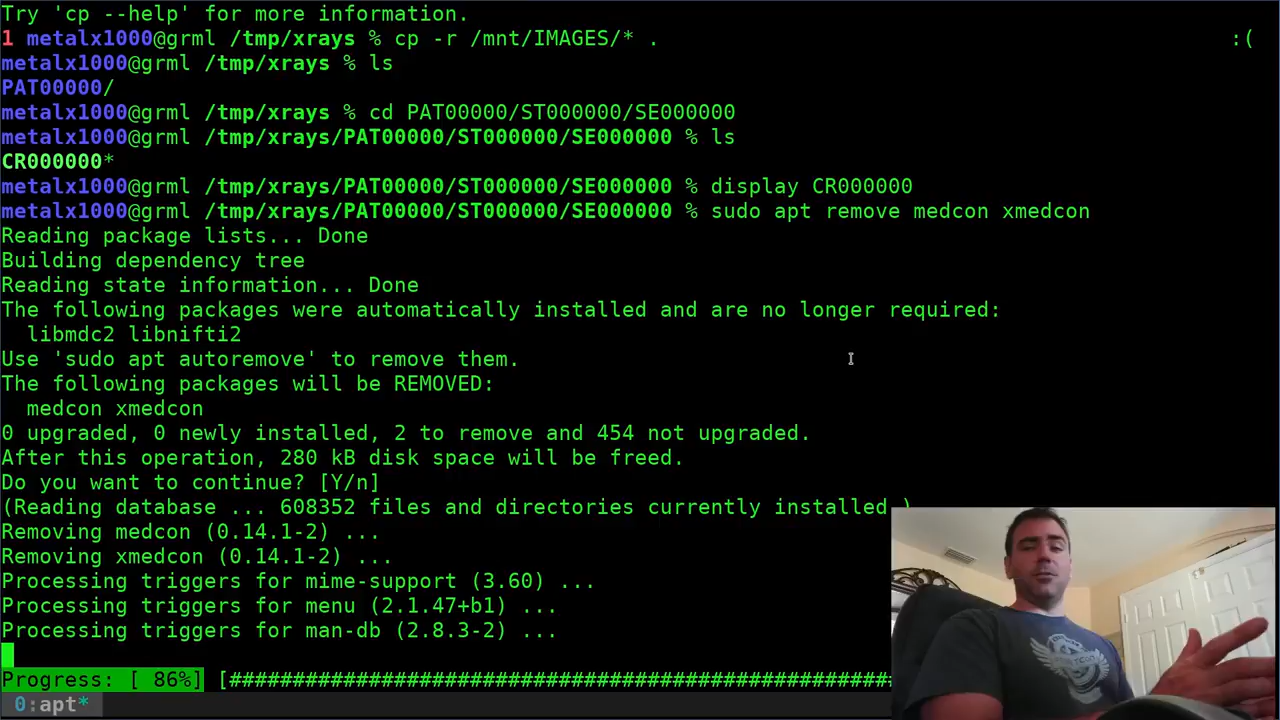 Try 'cp --help' for more information.
1 metalx1000@grml /tmp/xrays % cp -r /mnt/IMAGES/* . :(
metalx1000@grml /tmp/xrays % ls
PAT00000/
metalx1000@grml /tmp/xrays % cd PAT00000/ST000000/SE000000
metalx1000@grml /tmp/xrays/PAT00000/ST000000/SE000000 % ls
CR000000*
metalx1000@grml /tmp/xrays/PAT00000/ST000000/SE000000 % display CR000000
metalx1000@grml /tmp/xrays/PAT00000/ST000000/SE000000 % sudo apt remove medcon xmedcon
Reading package lists... Done
Building dependency tree
Reading state information... Done
The following packages were automatically installed and are no longer required:
libmdc2 libnifti2
Use 'sudo apt autoremove' to remove them.
The following packages will be REMOVED:
medcon xmedcon
0 upgraded, 0 newly installed, 2 to remove and 454 not upgraded.
After this operation, 280 kB disk space will be freed.
Do you want to continue? [Y/n]
(Reading database ... 608352 files and directories currently installed.)
Removing medcon (0.14.1-2) ...
Removing xmedcon (0.14.1-2) ...
Processing triggers for mime-support (3.60) ...
Processing triggers for menu (2.1.47+b1) ...
Processing triggers for man-db (2.8.3-2) ...
Progress: [ 86%] [####################################################
0:apt*